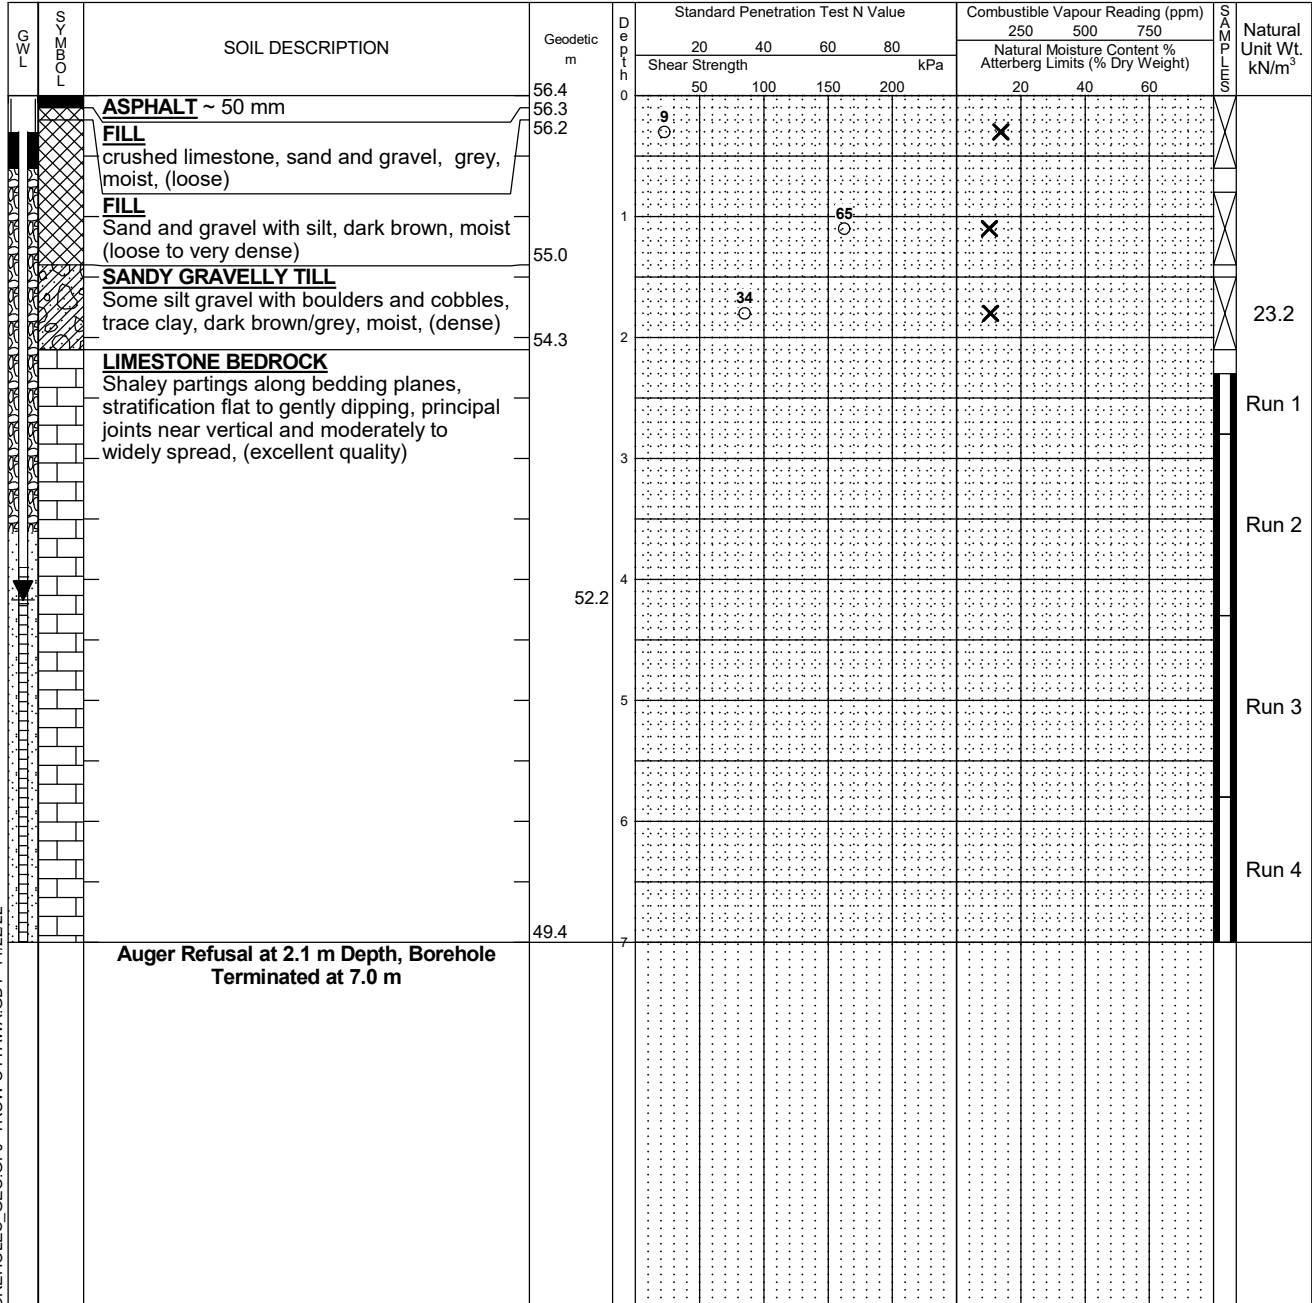 GWL
SYMBOL
SOIL DESCRIPTION
Geodetic
m
Depth
Standard Penetration Test N Value
20 40 60 80
Shear Strength kPa
50 100 150 200
Combustible Vapour Reading (ppm)
250 500 750
Natural Moisture Content %
Atterberg Limits (% Dry Weight)
20 40 60
SAMPLES
Natural
Unit Wt.
kN/m³
56.4
0
ASPHALT ~ 50 mm
56.3
FILL
56.2
9
crushed limestone, sand and gravel, grey,
moist, (loose)
FILL
Sand and gravel with silt, dark brown, moist
1
65
(loose to very dense)
55.0
SANDY GRAVELLY TILL
Some silt gravel with boulders and cobbles,
34
23.2
trace clay, dark brown/grey, moist, (dense)
54.3
2
LIMESTONE BEDROCK
Shaley partings along bedding planes,
stratification flat to gently dipping, principal
Run 1
joints near vertical and moderately to
widely spread, (excellent quality)
3
Run 2
4
52.2
5
Run 3
6
Run 4
49.4
7
Auger Refusal at 2.1 m Depth, Borehole
Terminated at 7.0 m